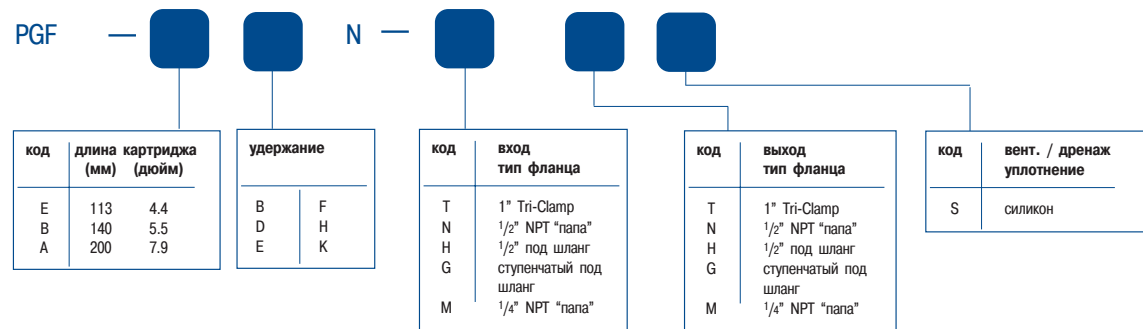 PGF — N —
код длина картриджа
(мм) (дюйм)
E 113 4.4
B 140 5.5
A 200 7.9
удержание
B F
D H
E K
код вход
тип фланца
T 1” Tri-Clamp
N 1/2” NPT “папа”
H 1/2” под шланг
G ступенчатый под
шланг
M 1/4” NPT “папа”
код выход
тип фланца
T 1” Tri-Clamp
N 1/2” NPT “папа”
H 1/2” под шланг
G ступенчатый под
шланг
M 1/4” NPT “папа”
код вент. / дренаж
уплотнение
S силикон